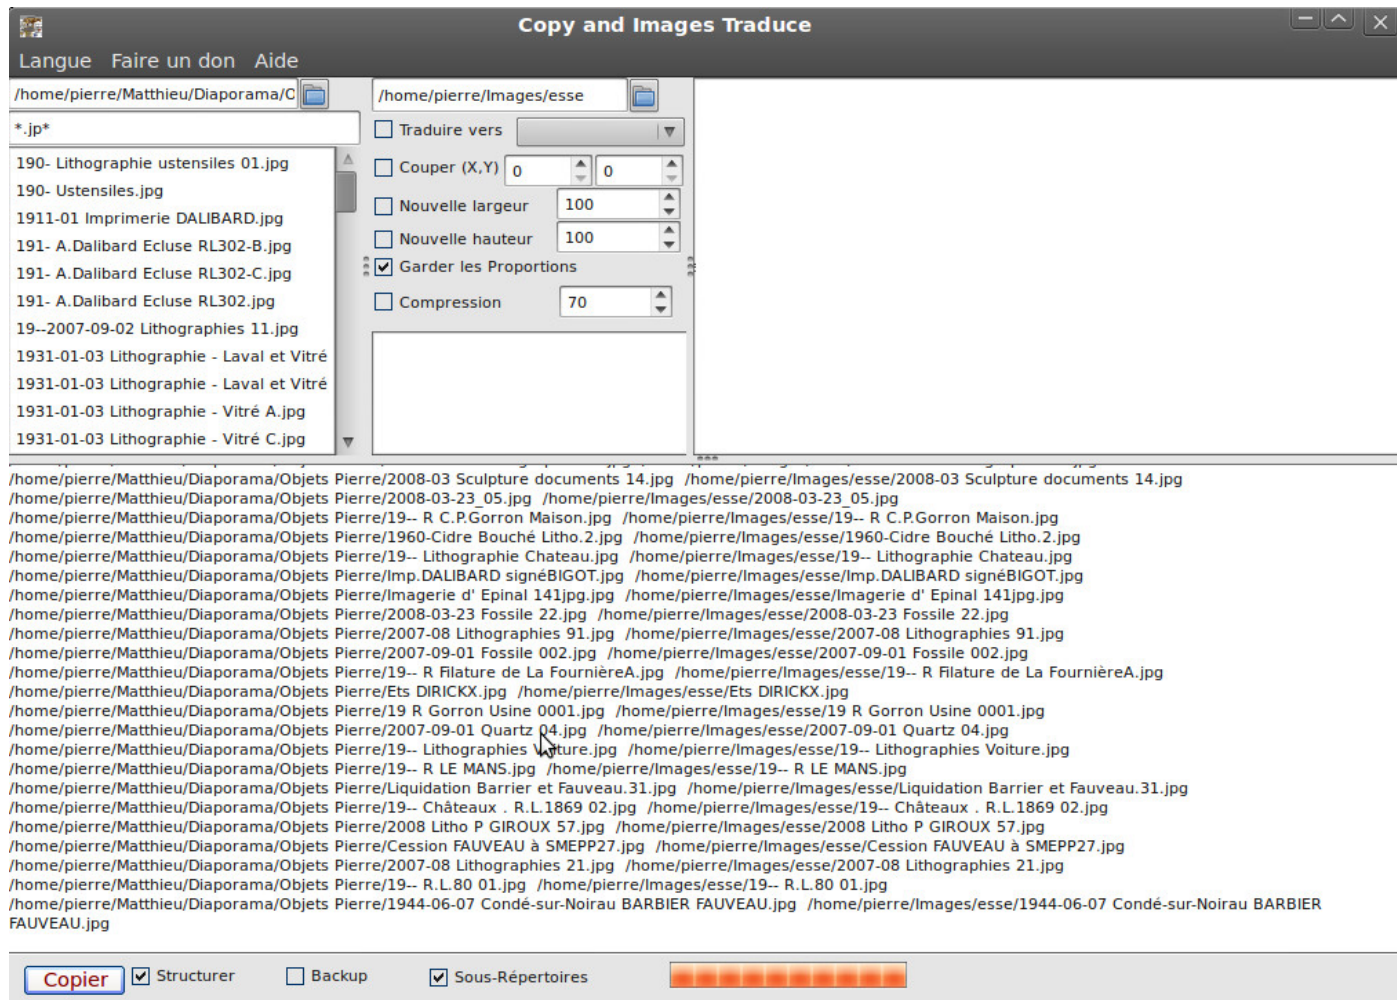 Copy and Images Traduce
Langue Faire un don Aide
/home/pierre/Matthieu/Diaporama/C
/home/pierre/Images/esse
*.jp*
Traduire vers
Couper (X,Y) 0 0
Nouvelle largeur 100
Nouvelle hauteur 100
Garder les Proportions
Compression 70
190- Lithographie ustensiles 01.jpg
190- Ustensiles.jpg
1911-01 Imprimerie DALIBARD.jpg
191- A.Dalibard Ecluse RL302-B.jpg
191- A.Dalibard Ecluse RL302-C.jpg
191- A.Dalibard Ecluse RL302.jpg
19--2007-09-02 Lithographies 11.jpg
1931-01-03 Lithographie - Laval et Vitré
1931-01-03 Lithographie - Laval et Vitré
1931-01-03 Lithographie - Vitré A.jpg
1931-01-03 Lithographie - Vitré C.jpg
/home/pierre/Matthieu/Diaporama/Objets Pierre/2008-03 Sculpture documents 14.jpg /home/pierre/Images/esse/2008-03 Sculpture documents 14.jpg
/home/pierre/Matthieu/Diaporama/Objets Pierre/2008-03-23_05.jpg /home/pierre/Images/esse/2008-03-23_05.jpg
/home/pierre/Matthieu/Diaporama/Objets Pierre/19-- R C.P.Gorron Maison.jpg /home/pierre/Images/esse/19-- R C.P.Gorron Maison.jpg
/home/pierre/Matthieu/Diaporama/Objets Pierre/1960-Cidre Bouché Litho.2.jpg /home/pierre/Images/esse/1960-Cidre Bouché Litho.2.jpg
/home/pierre/Matthieu/Diaporama/Objets Pierre/19-- Lithographie Chateau.jpg /home/pierre/Images/esse/19-- Lithographie Chateau.jpg
/home/pierre/Matthieu/Diaporama/Objets Pierre/Imp.DALIBARD signéBIGOT.jpg /home/pierre/Images/esse/Imp.DALIBARD signéBIGOT.jpg
/home/pierre/Matthieu/Diaporama/Objets Pierre/Imagerie d' Epinal 141jpg.jpg /home/pierre/Images/esse/Imagerie d' Epinal 141jpg.jpg
/home/pierre/Matthieu/Diaporama/Objets Pierre/2008-03-23 Fossile 22.jpg /home/pierre/Images/esse/2008-03-23 Fossile 22.jpg
/home/pierre/Matthieu/Diaporama/Objets Pierre/2007-08 Lithographies 91.jpg /home/pierre/Images/esse/2007-08 Lithographies 91.jpg
/home/pierre/Matthieu/Diaporama/Objets Pierre/2007-09-01 Fossile 002.jpg /home/pierre/Images/esse/2007-09-01 Fossile 002.jpg
/home/pierre/Matthieu/Diaporama/Objets Pierre/19-- R Filature de La FournièreA.jpg /home/pierre/Images/esse/19-- R Filature de La FournièreA.jpg
/home/pierre/Matthieu/Diaporama/Objets Pierre/Ets DIRICKX.jpg /home/pierre/Images/esse/Ets DIRICKX.jpg
/home/pierre/Matthieu/Diaporama/Objets Pierre/19 R Gorron Usine 0001.jpg /home/pierre/Images/esse/19 R Gorron Usine 0001.jpg
/home/pierre/Matthieu/Diaporama/Objets Pierre/2007-09-01 Quartz 04.jpg /home/pierre/Images/esse/2007-09-01 Quartz 04.jpg
/home/pierre/Matthieu/Diaporama/Objets Pierre/19-- Lithographies Voiture.jpg /home/pierre/Images/esse/19-- Lithographies Voiture.jpg
/home/pierre/Matthieu/Diaporama/Objets Pierre/19-- R LE MANS.jpg /home/pierre/Images/esse/19-- R LE MANS.jpg
/home/pierre/Matthieu/Diaporama/Objets Pierre/Liquidation Barrier et Fauveau.31.jpg /home/pierre/Images/esse/Liquidation Barrier et Fauveau.31.jpg
/home/pierre/Matthieu/Diaporama/Objets Pierre/19-- Châteaux . R.L.1869 02.jpg /home/pierre/Images/esse/19-- Châteaux . R.L.1869 02.jpg
/home/pierre/Matthieu/Diaporama/Objets Pierre/2008 Litho P GIROUX 57.jpg /home/pierre/Images/esse/2008 Litho P GIROUX 57.jpg
/home/pierre/Matthieu/Diaporama/Objets Pierre/Cession FAUVEAU à SMEPP27.jpg /home/pierre/Images/esse/Cession FAUVEAU à SMEPP27.jpg
/home/pierre/Matthieu/Diaporama/Objets Pierre/2007-08 Lithographies 21.jpg /home/pierre/Images/esse/2007-08 Lithographies 21.jpg
/home/pierre/Matthieu/Diaporama/Objets Pierre/19-- R.L.80 01.jpg /home/pierre/Images/esse/19-- R.L.80 01.jpg
/home/pierre/Matthieu/Diaporama/Objets Pierre/1944-06-07 Condé-sur-Noirau BARBIER FAUVEAU.jpg /home/pierre/Images/esse/1944-06-07 Condé-sur-Noirau BARBIER
FAUVEAU.jpg
Copier Structurer Backup Sous-Répertoires